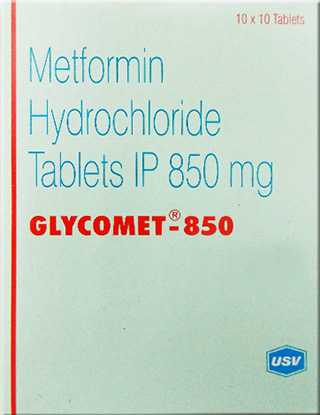 10 x 10 Tablets
Metformin
Hydrochloride
Tablets IP 850 mg
GLYCOMET®-850
USV